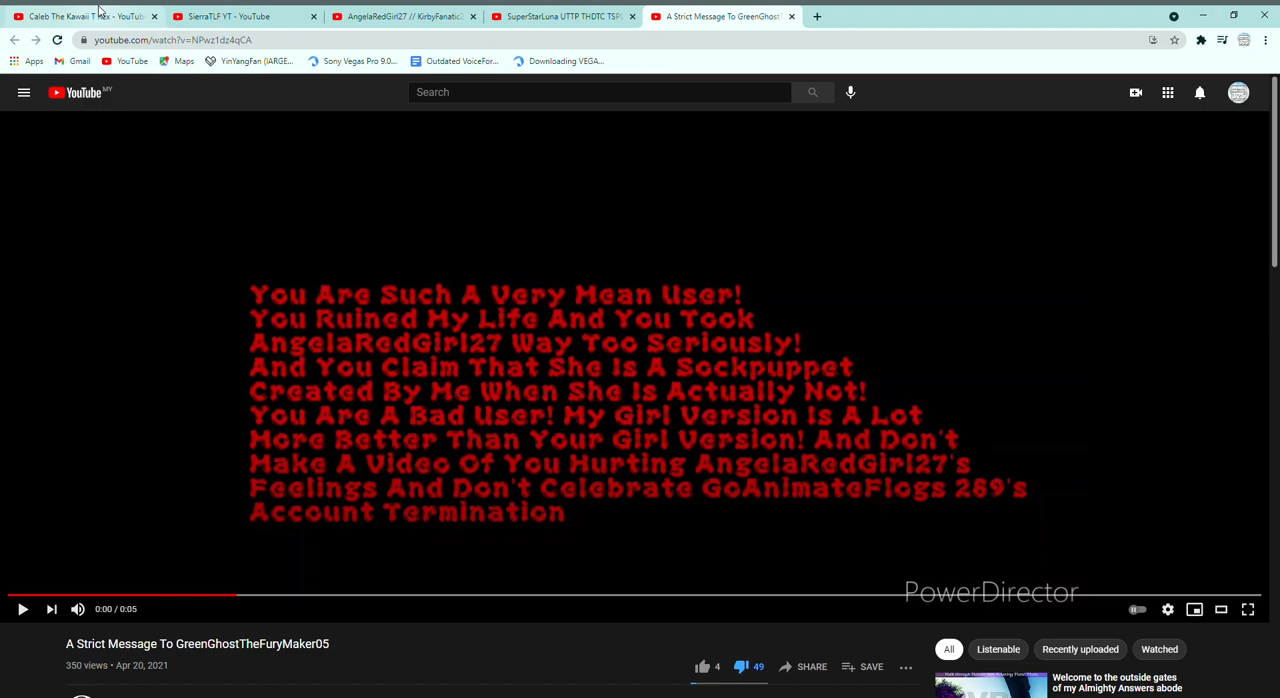 Caleb The Kawaii T Rex - YouTube
SierraTLF YT - YouTube
AngelaRedGirl27 // KirbyFanatic2
SuperStarLuna UTTP THDTC TSP
A Strict Message To GreenGhostT
youtube.com/watch?v=NPwz1dz4qCA
Apps
Gmail
YouTube
Maps
YinYangFan (IARGE...
Sony Vegas Pro 9.0...
Outdated VoiceFor...
Downloading VEGA...
YouTube MY
Search
You Are Such A Very Mean User!
You Ruined My Life And You Took
AngelaRedGirl27 Way Too Seriously!
And You Claim That She Is A Sockpuppet
Created By Me When She Is Actually Not!
You Are A Bad User! My Girl Version Is A Lot
More Better Than Your Girl Version! And Don't
Make A Video Of You Hurting AngelaRedGirl27's
Feelings And Don't Celebrate GoAnimateFlogs 289's
Account Termination
PowerDirector
0:00 / 0:05
A Strict Message To GreenGhostTheFuryMaker05
350 views • Apr 20, 2021
4
49
SHARE
SAVE
All
Listenable
Recently uploaded
Watched
Welcome to the outside gates
of my Almighty Answers abode